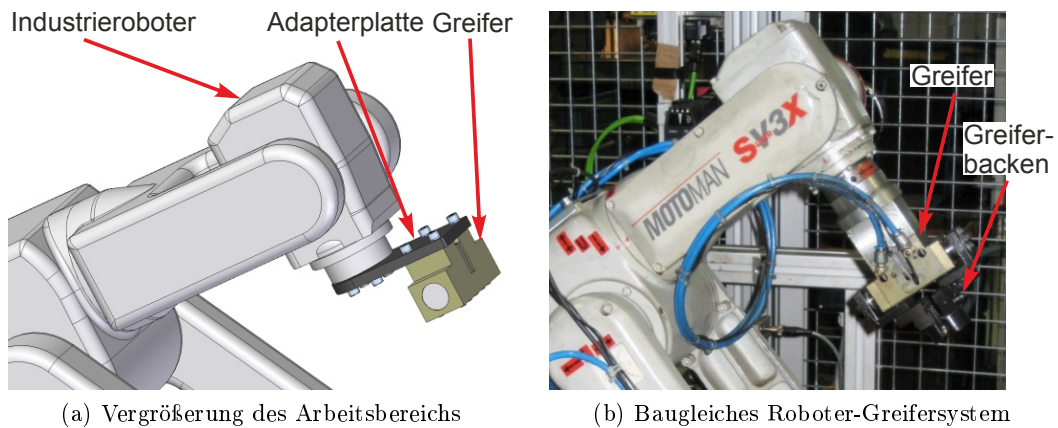 Industrieroboter
Adapterplatte Greifer
Greifer
Greifer-
backen
MOTOMAN SV3X
(a) Vergrößerung des Arbeitsbereichs
(b) Baugleiches Roboter-Greifersystem